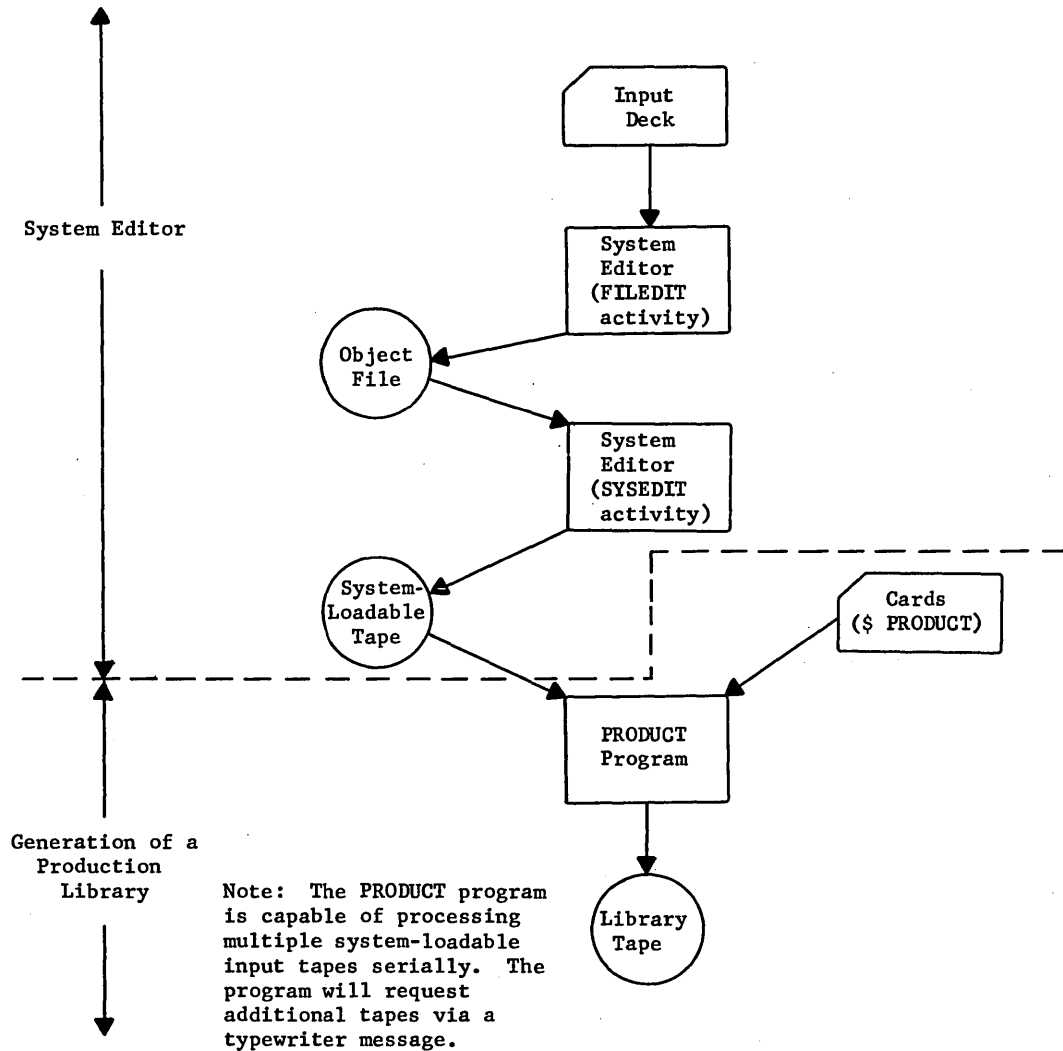 Input
Deck
System Editor
System
Editor
(FILEDIT
activity)
Object
File
System
Editor
(SYSEDIT
activity)
System-
Loadable
Tape
Cards
($ PRODUCT)
PRODUCT
Program
Generation of a
Production
Library
Note: The PRODUCT program
is capable of processing
multiple system-loadable
input tapes serially. The
program will request
additional tapes via a
typewriter message.
Library
Tape